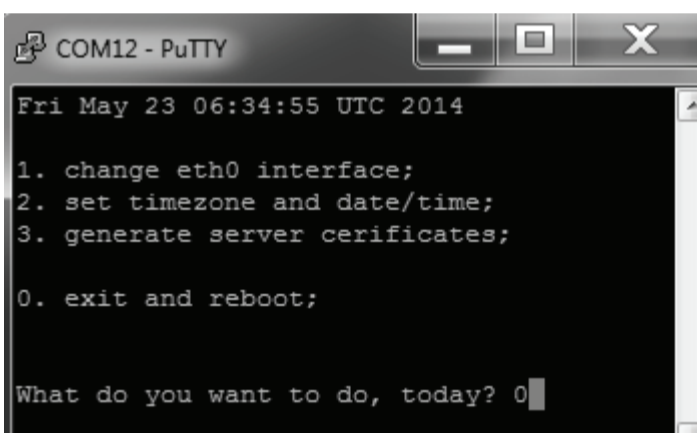 COM12 - PuTTY
Fri May 23 06:34:55 UTC 2014
1. change eth0 interface;
2. set timezone and date/time;
3. generate server cerificates;
0. exit and reboot;
What do you want to do, today? 0